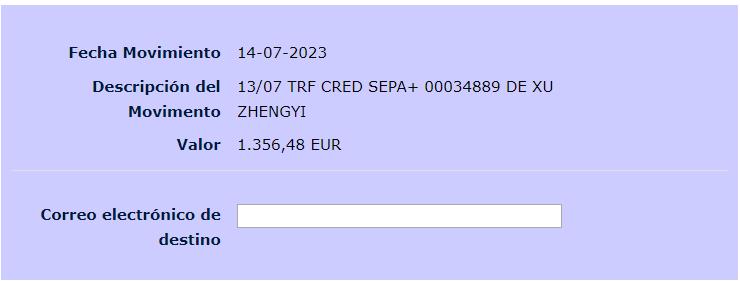 Fecha Movimiento 14-07-2023
Descripción del 13/07 TRF CRED SEPA+ 00034889 DE XU
Movimento ZHENGYI
Valor 1.356,48 EUR
Correo electrónico de
destino